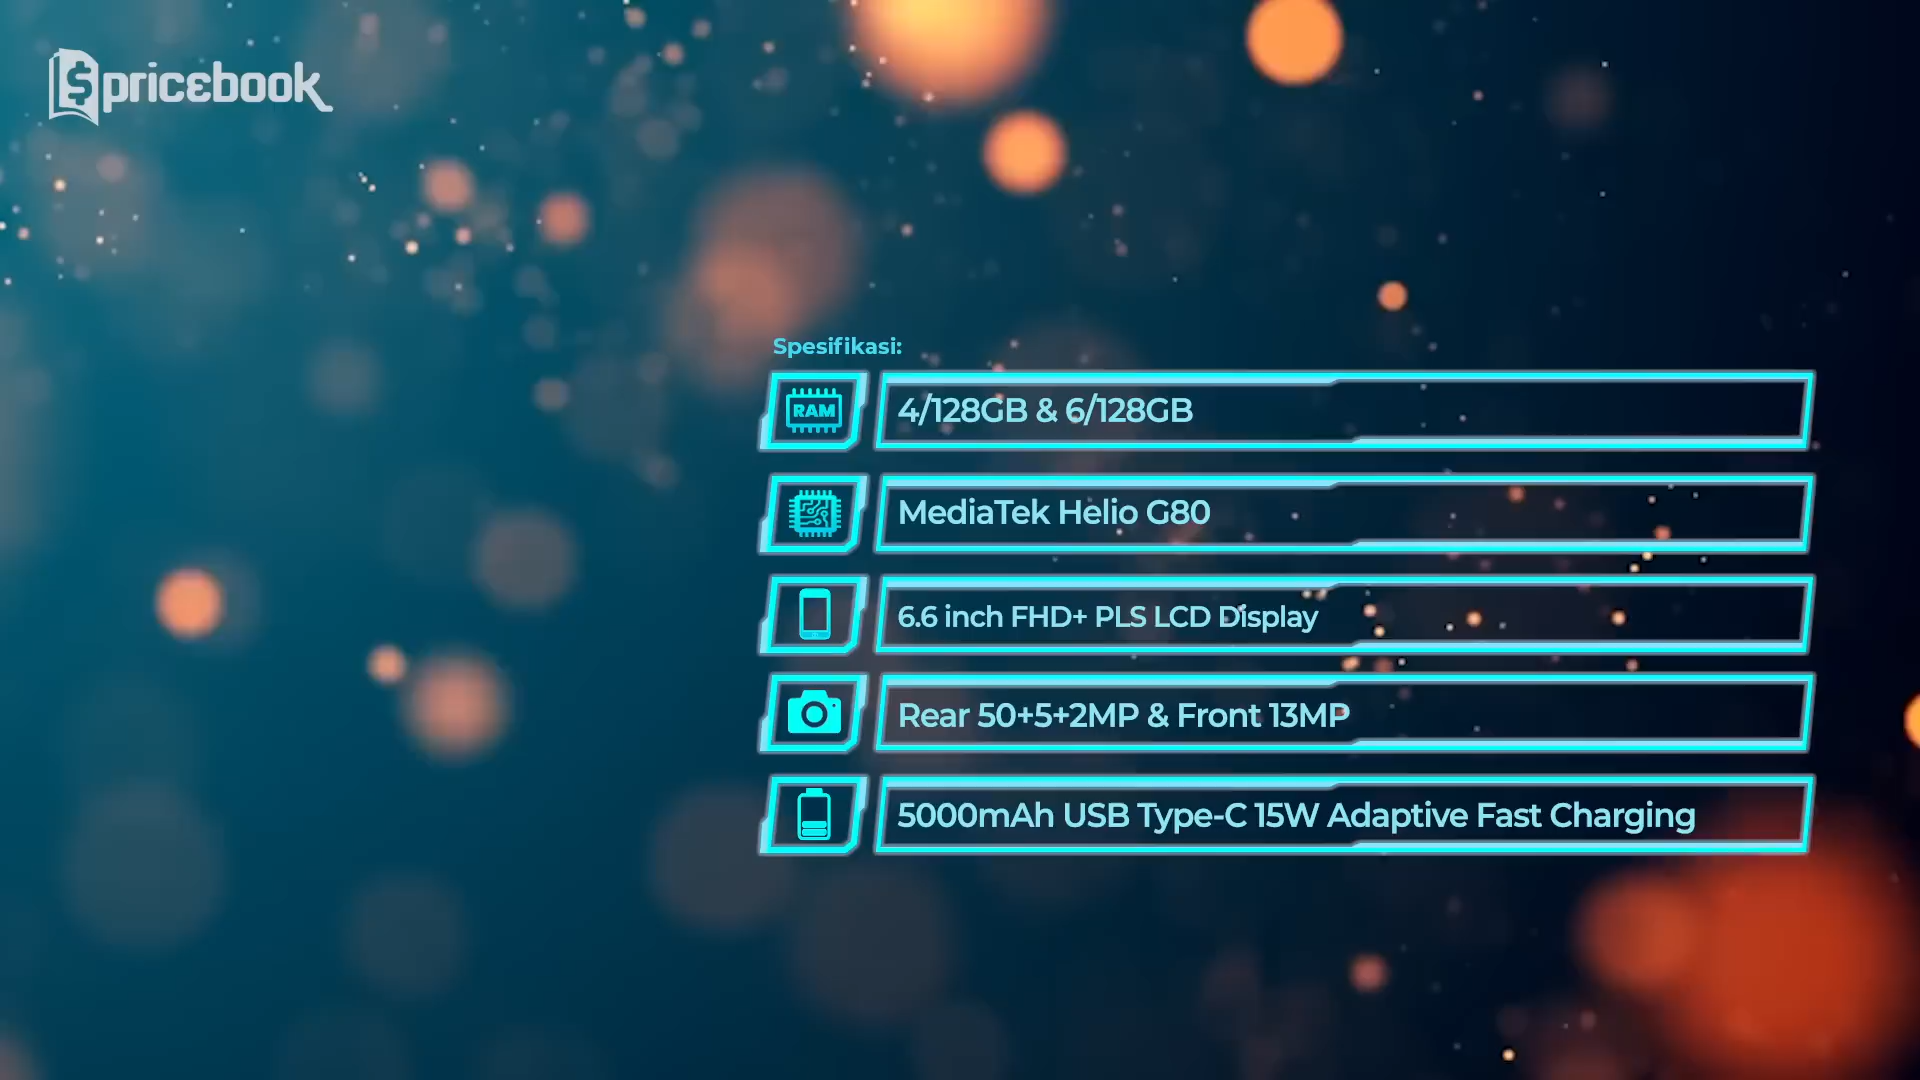 pricebook
Spesifikasi:
RAM
4/128GB & 6/128GB
MediaTek Helio G80
6.6 inch FHD+ PLS LCD Display
Rear 50+5+2MP & Front 13MP
5000mAh USB Type-C 15W Adaptive Fast Charging